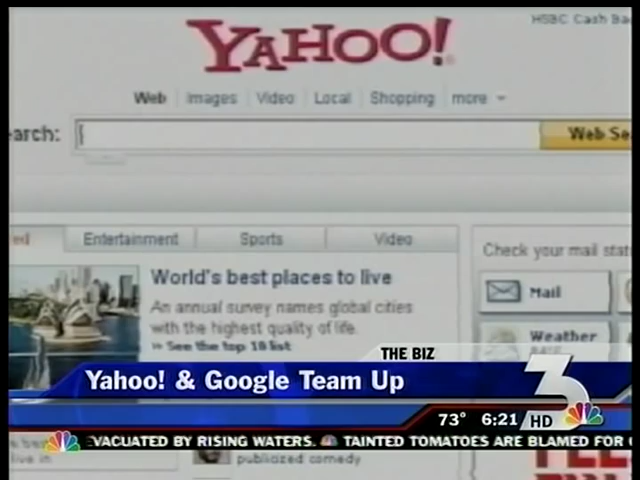 HSBC Cash Ba
YAHOO!
Web Images Video Local Shopping more
earch:
Web Se
ed Entertainment Sports Video
World's best places to live
An annual survey names global cities
with the highest quality of life.
» See the top 10 list
Check your mail stat
Mail
Weather
THE BIZ
Yahoo! & Google Team Up
3
73° 6:21 HD
EVACUATED BY RISING WATERS. TAINTED TOMATOES ARE BLAMED FOR
live in
publicized comedy